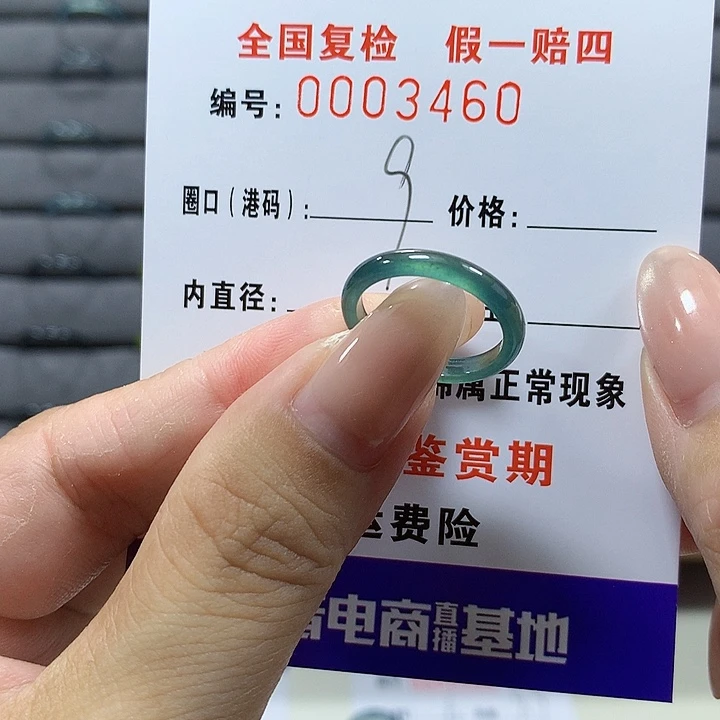 全国复检 假一赔四
编号: 0003460
圈口(港码): 9 价格:
内直径:
属正常现象
鉴赏期
运费险
电商直播基地